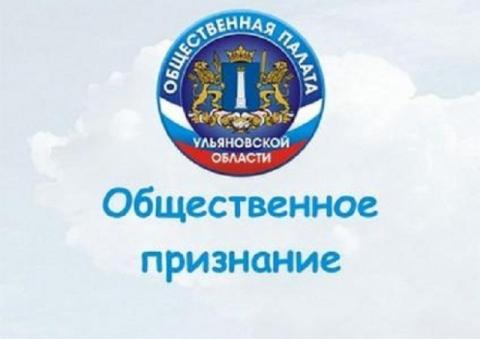 ОБЩЕСТВЕННАЯ ПАЛАТА
УЛЬЯНОВСКОЙ
ОБЛАСТИ
Общественное
признание